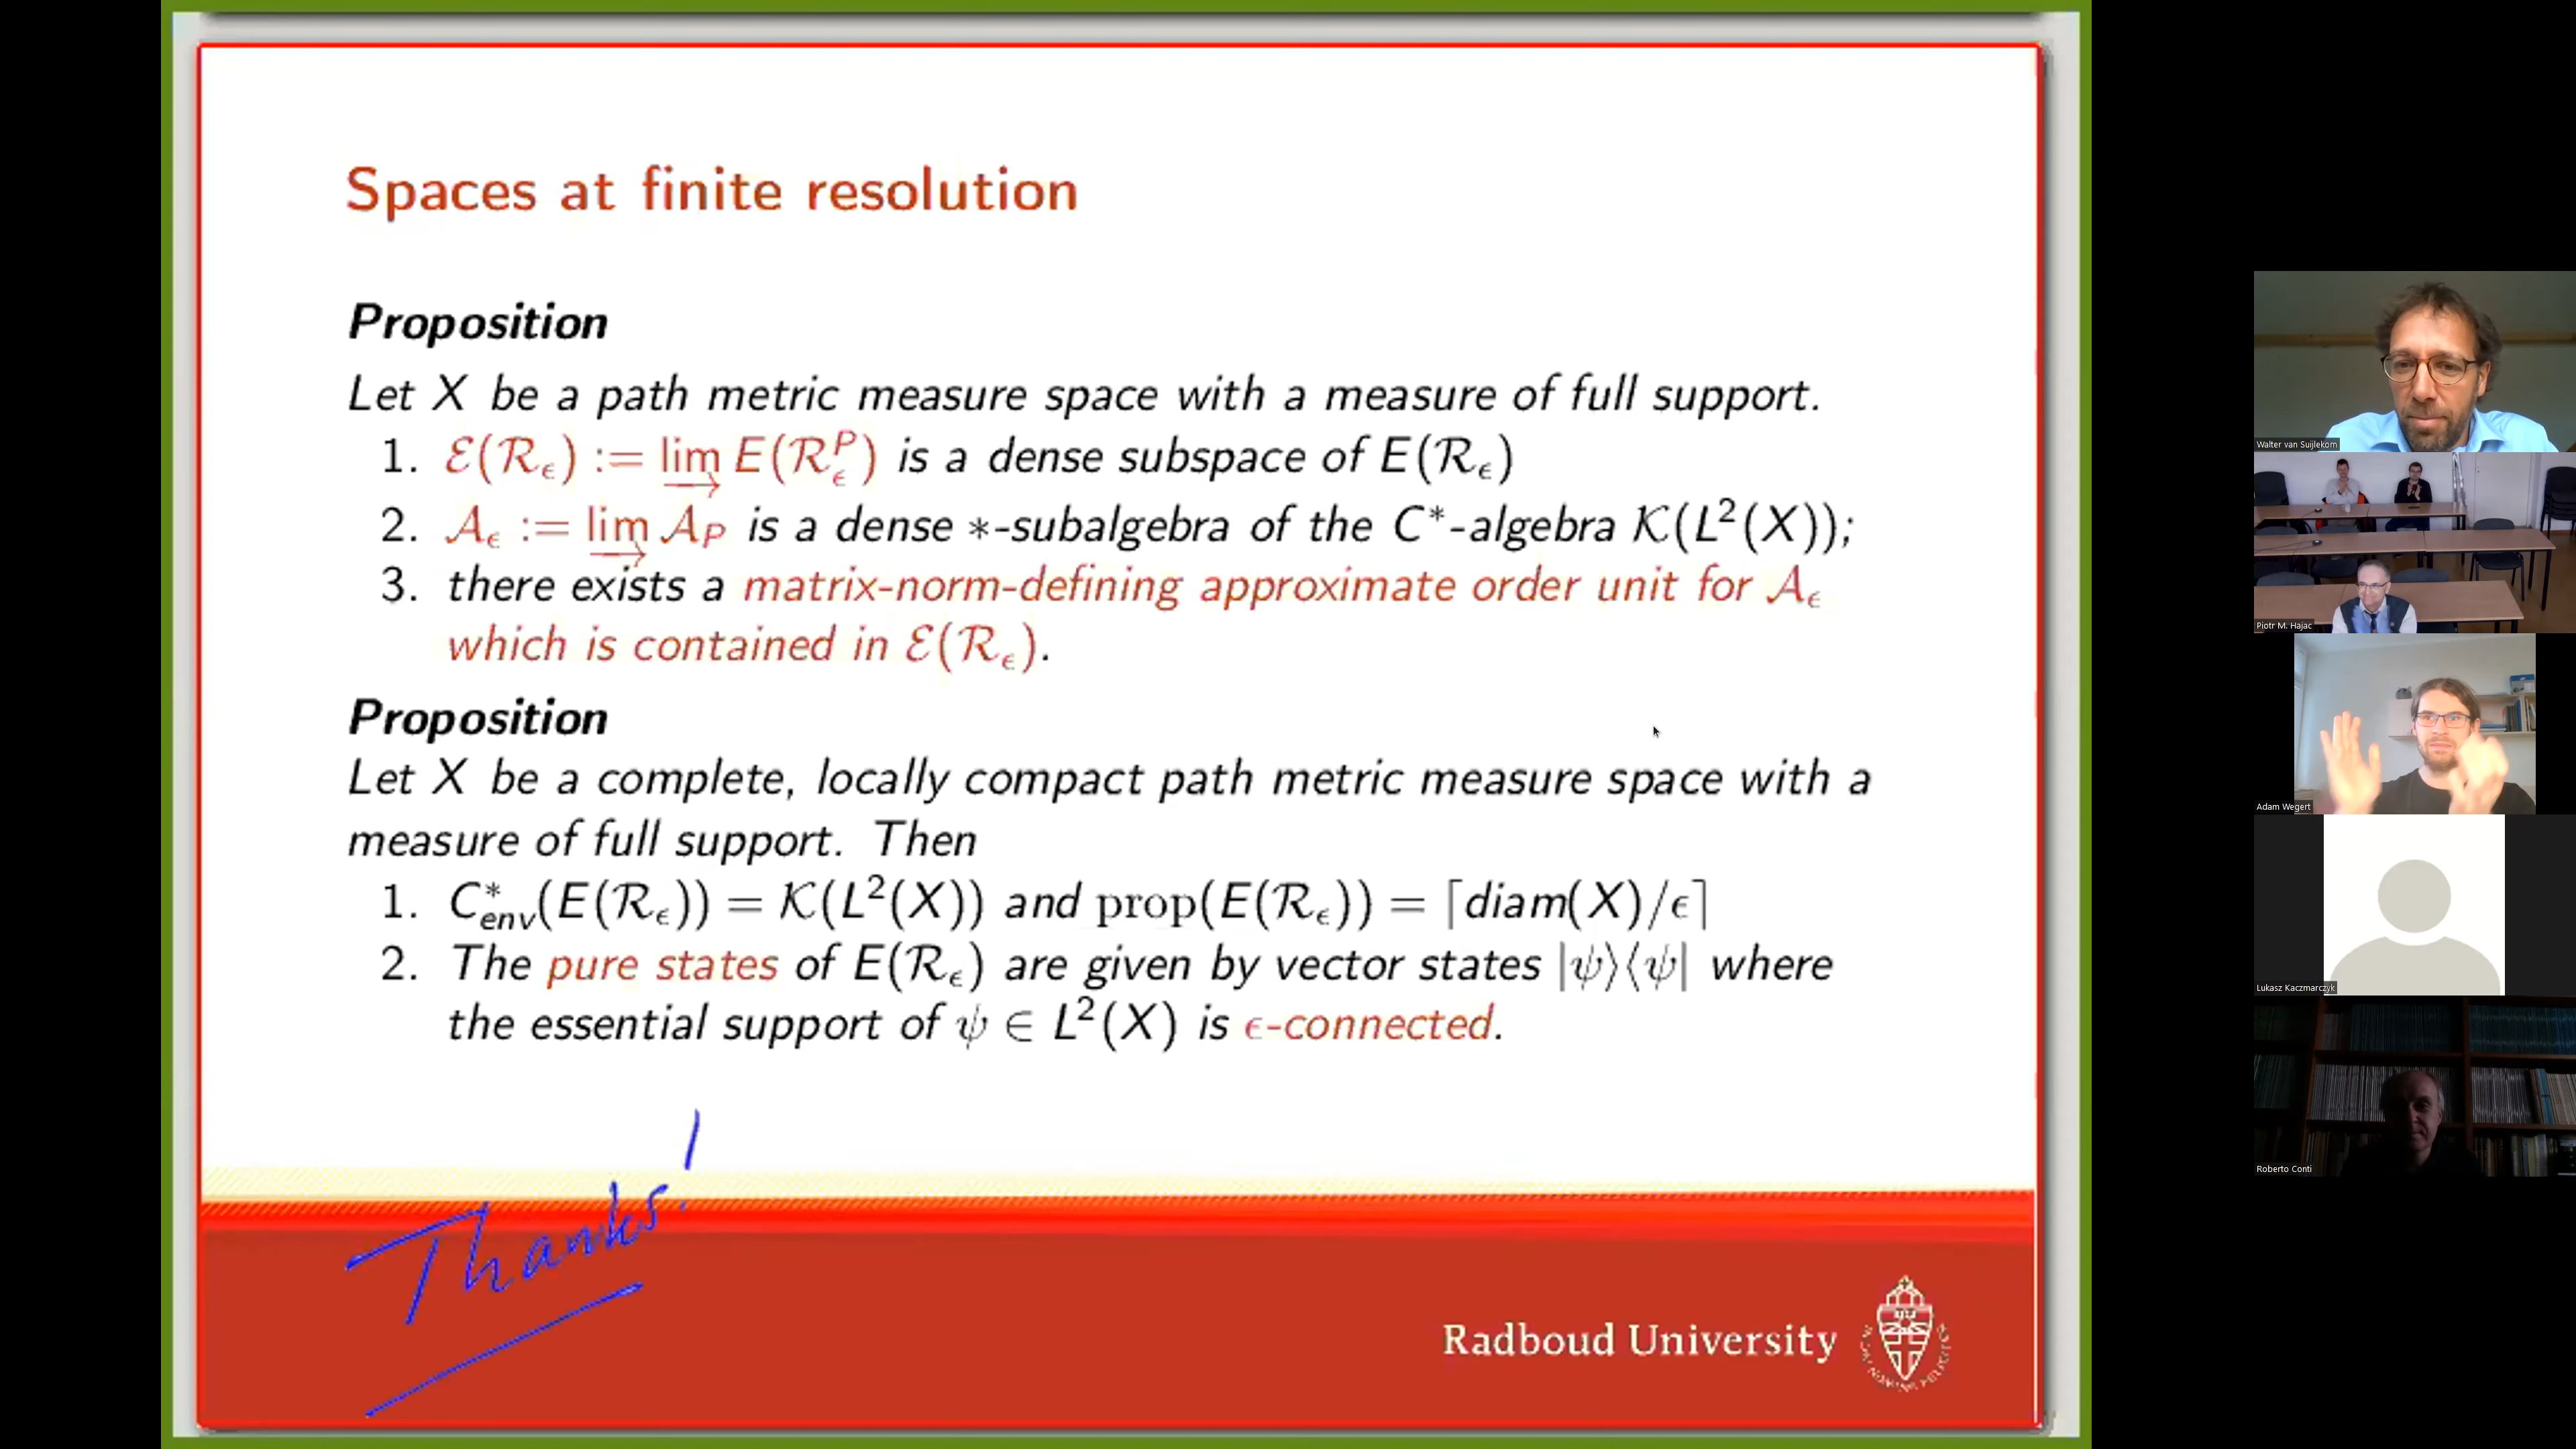 Spaces at finite resolution
Proposition
Let X be a path metric measure space with a measure of full support.
1. ℰ(ℛ_ϵ) := lim→ E(ℛ_ϵ^P) is a dense subspace of E(ℛ_ϵ)
2. 𝒜_ϵ := lim→ 𝒜_P is a dense ∗-subalgebra of the C*-algebra 𝒦(L²(X));
3. there exists a matrix-norm-defining approximate order unit for 𝒜_ϵ
which is contained in ℰ(ℛ_ϵ).
Proposition
Let X be a complete, locally compact path metric measure space with a
measure of full support. Then
1. C*_env(E(ℛ_ϵ)) = 𝒦(L²(X)) and prop(E(ℛ_ϵ)) = ⌈diam(X)/ϵ⌉
2. The pure states of E(ℛ_ϵ) are given by vector states |ψ⟩⟨ψ| where
the essential support of ψ ∈ L²(X) is ϵ-connected.
Thanks!
Radboud University
Walter van Suijlekom
Piotr M. Hajac
Adam Wegert
Lukasz Kaczmarczyk
Roberto Conti